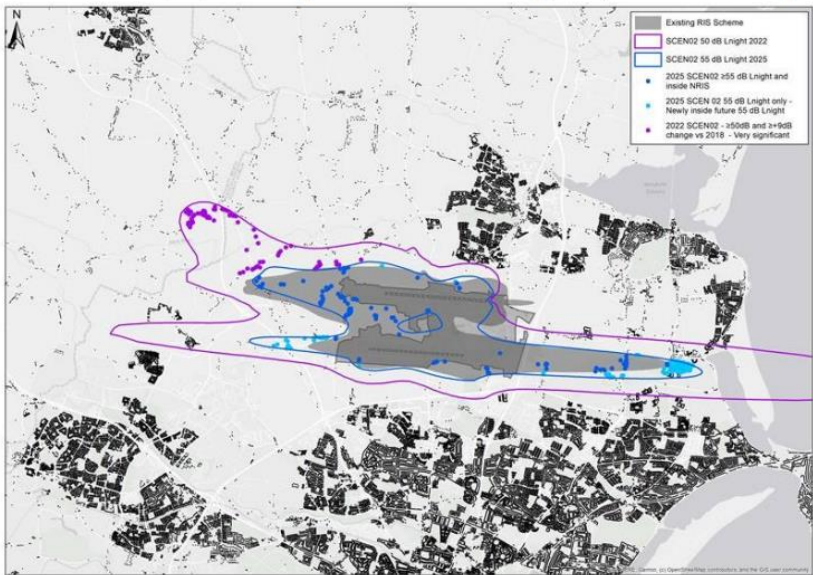 N
Existing RIS Scheme
SCEN02 50 dB Lnight 2022
SCEN02 55 dB Lnight 2025
2025 SCEN02 ≥55 dB Lnight and
inside NRIS
2025 SCEN 02 55 dB Lnight only -
Newly inside future 55 dB Lnight
2022 SCEN02 - ≥50dB and ≥+9dB
change vs 2018 - Very significant
Garmin, (c) OpenStreetMap contributors, and the GIS user community